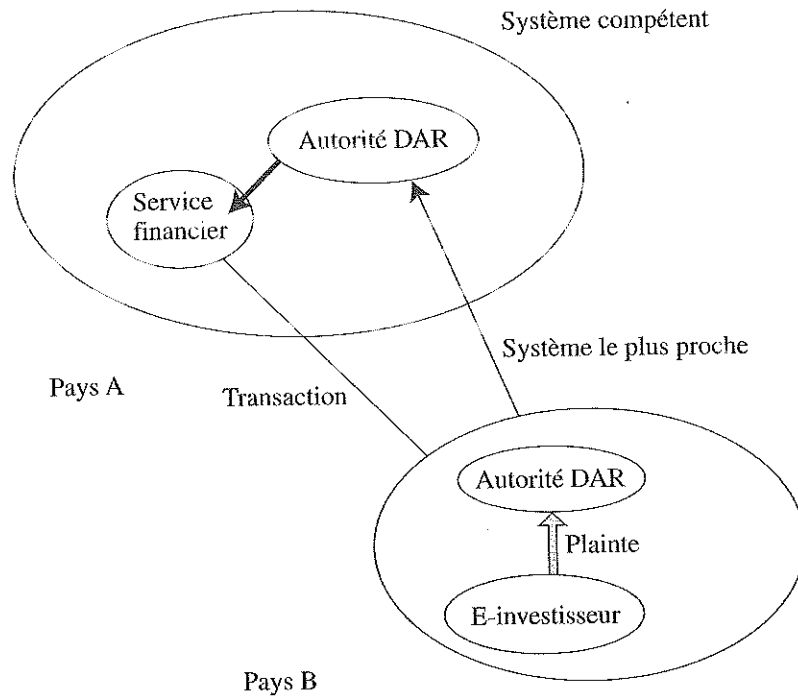 Système compétent
Autorité DAR
Service
financier
Système le plus proche
Pays A
Transaction
Autorité DAR
Plainte
E-investisseur
Pays B